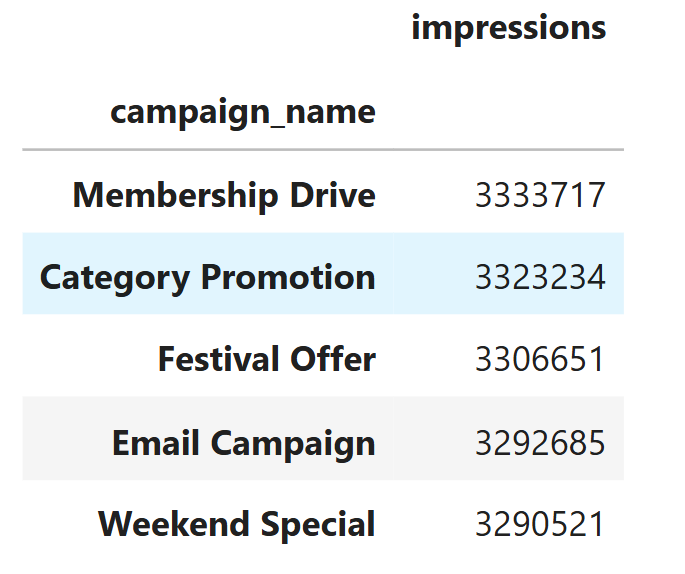 impressions
campaign_name
Membership Drive 3333717
Category Promotion 3323234
Festival Offer 3306651
Email Campaign 3292685
Weekend Special 3290521